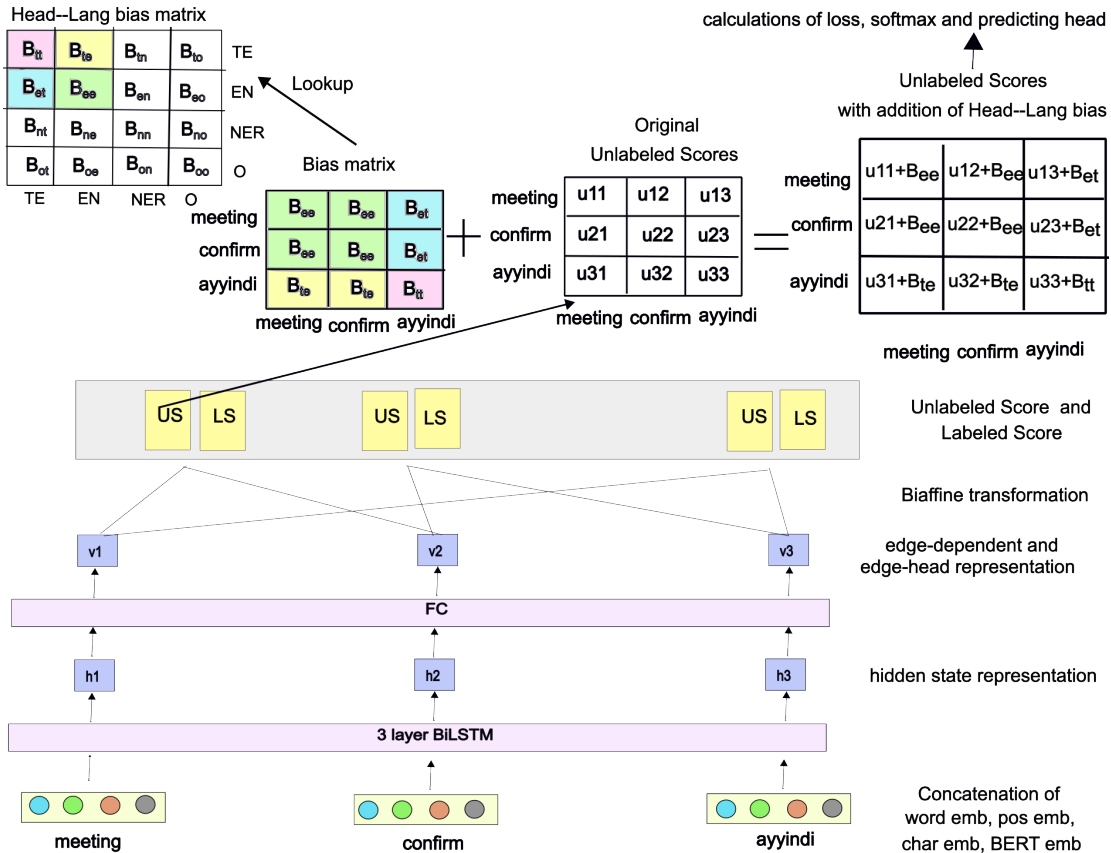 Head--Lang bias matrix
Btt Bte Btn Bto TE
Bet Bee Ben Beo EN
Bnt Bne Bnn Bno NER
Bot Boe Bon Boo O
TE EN NER O
Lookup
calculations of loss, softmax and predicting head
Unlabeled Scores
with addition of Head--Lang bias
Bias matrix
meeting Bee Bee Bet
confirm Bee Bee Bet
ayyindi Bte Bte Btt
meeting confirm ayyindi
+
Original
Unlabeled Scores
meeting u11 u12 u13
confirm u21 u22 u23
ayyindi u31 u32 u33
meeting confirm ayyindi
=
meeting u11+Bee u12+Bee u13+Bet
confirm u21+Bee u22+Bee u23+Bet
ayyindi u31+Bte u32+Bte u33+Btt
meeting confirm ayyindi
US LS US LS US LS
Unlabeled Score and
Labeled Score
Biaffine transformation
v1 v2 v3
edge-dependent and
edge-head representation
FC
h1 h2 h3
hidden state representation
3 layer BiLSTM
meeting confirm ayyindi
Concatenation of
word emb, pos emb,
char emb, BERT emb